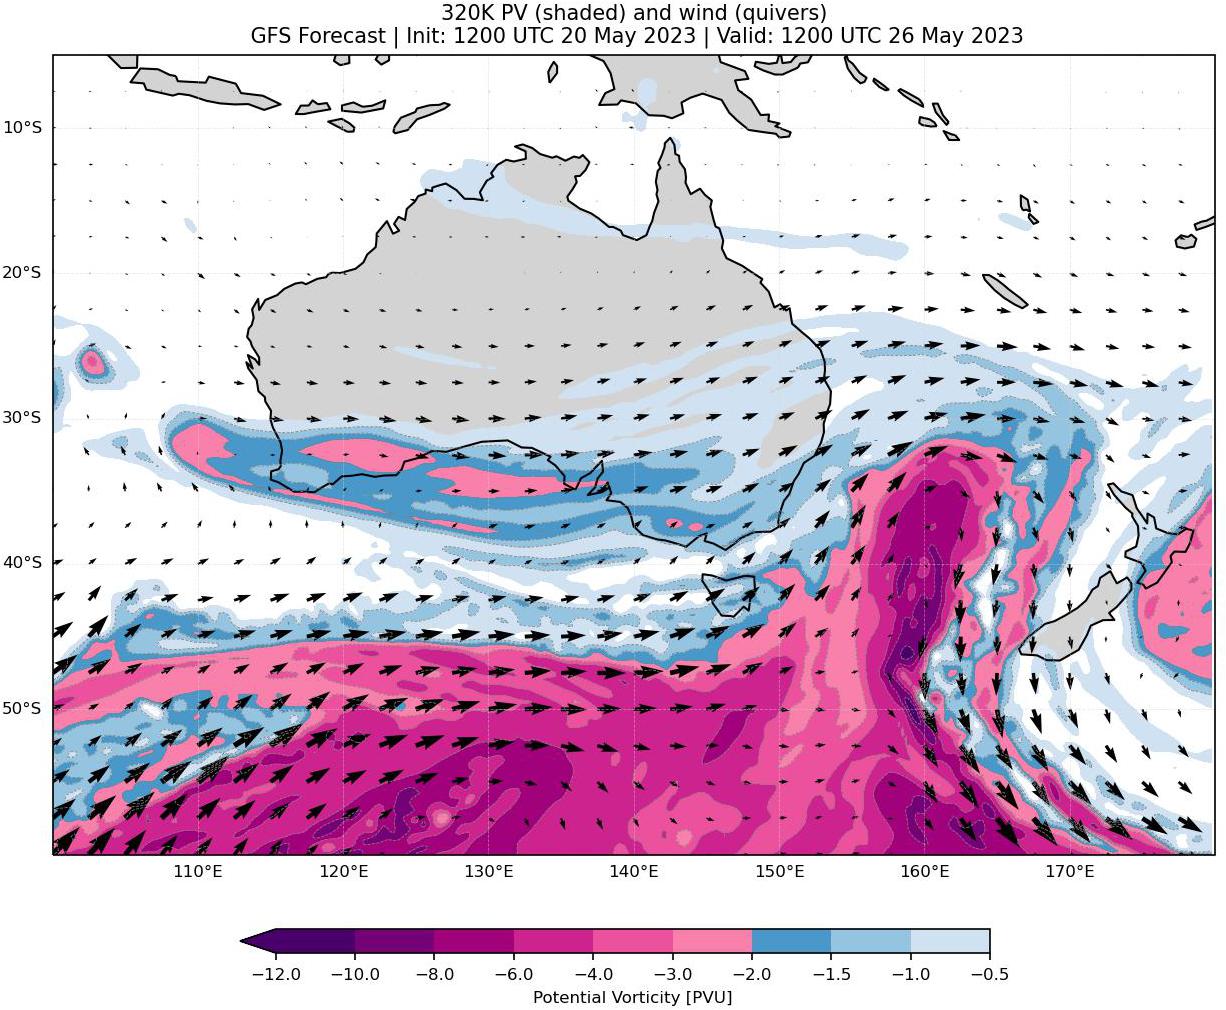 320K PV (shaded) and wind (quivers)
GFS Forecast | Init: 1200 UTC 20 May 2023 | Valid: 1200 UTC 26 May 2023
10°S
20°S
30°S
40°S
50°S
110°E 120°E 130°E 140°E 150°E 160°E 170°E
−12.0 −10.0 −8.0 −6.0 −4.0 −3.0 −2.0 −1.5 −1.0 −0.5
Potential Vorticity [PVU]